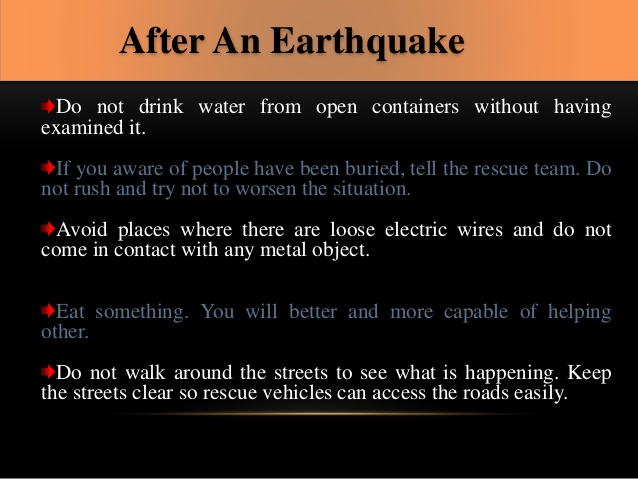 After An Earthquake
Do not drink water from open containers without having
examined it.
If you aware of people have been buried, tell the rescue team. Do
not rush and try not to worsen the situation.
Avoid places where there are loose electric wires and do not
come in contact with any metal object.
Eat something. You will better and more capable of helping
other.
Do not walk around the streets to see what is happening. Keep
the streets clear so rescue vehicles can access the roads easily.